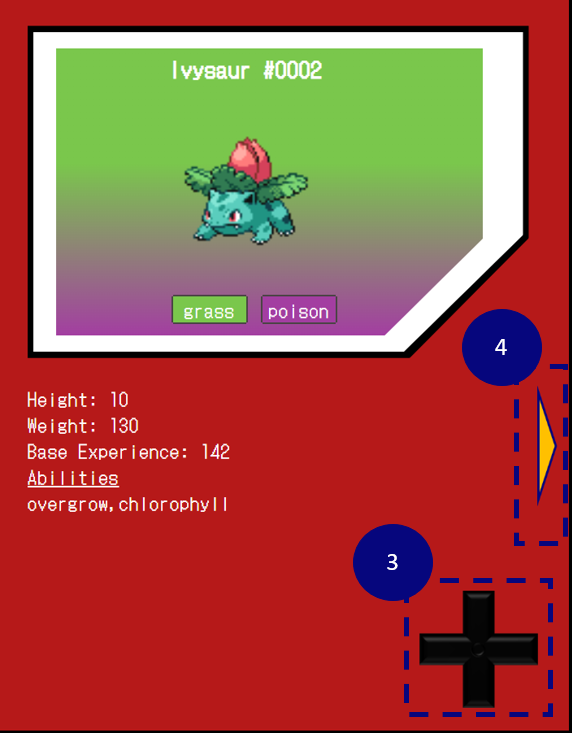 Ivysaur #0002
grass poison
4
Height: 10
Weight: 130
Base Experience: 142
Abilities
overgrow,chlorophyll
3